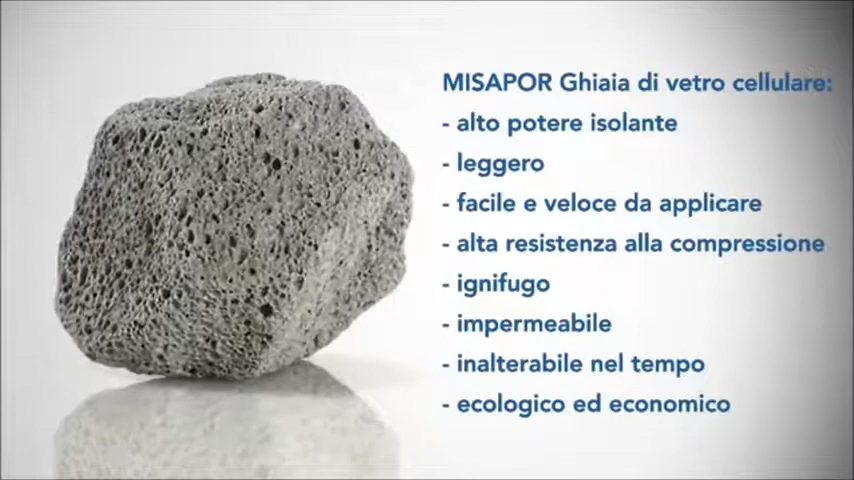 MISAPOR Ghiaia di vetro cellulare:
- alto potere isolante
- leggero
- facile e veloce da applicare
- alta resistenza alla compressione
- ignifugo
- impermeabile
- inalterabile nel tempo
- ecologico ed economico